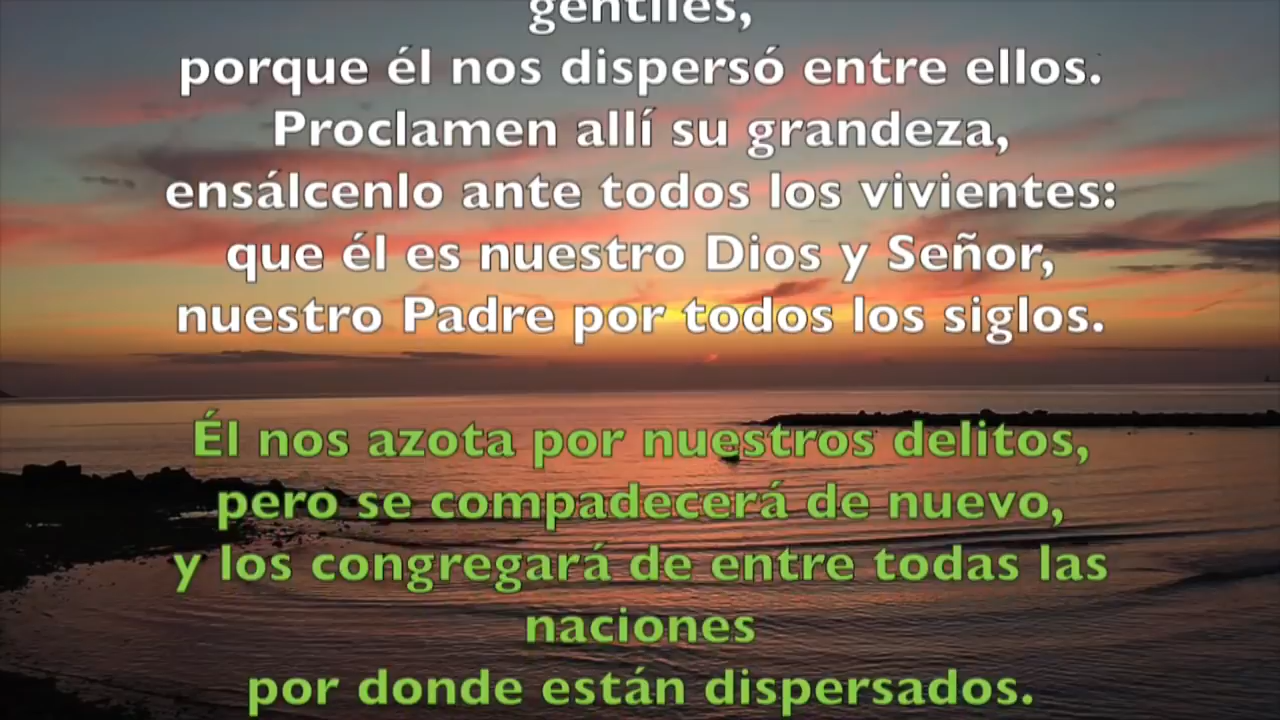 gentiles,
porque él nos dispersó entre ellos.
Proclamen allí su grandeza,
ensálcenlo ante todos los vivientes:
que él es nuestro Dios y Señor,
nuestro Padre por todos los siglos.
Él nos azota por nuestros delitos,
pero se compadecerá de nuevo,
y los congregará de entre todas las
naciones
por donde están dispersados.